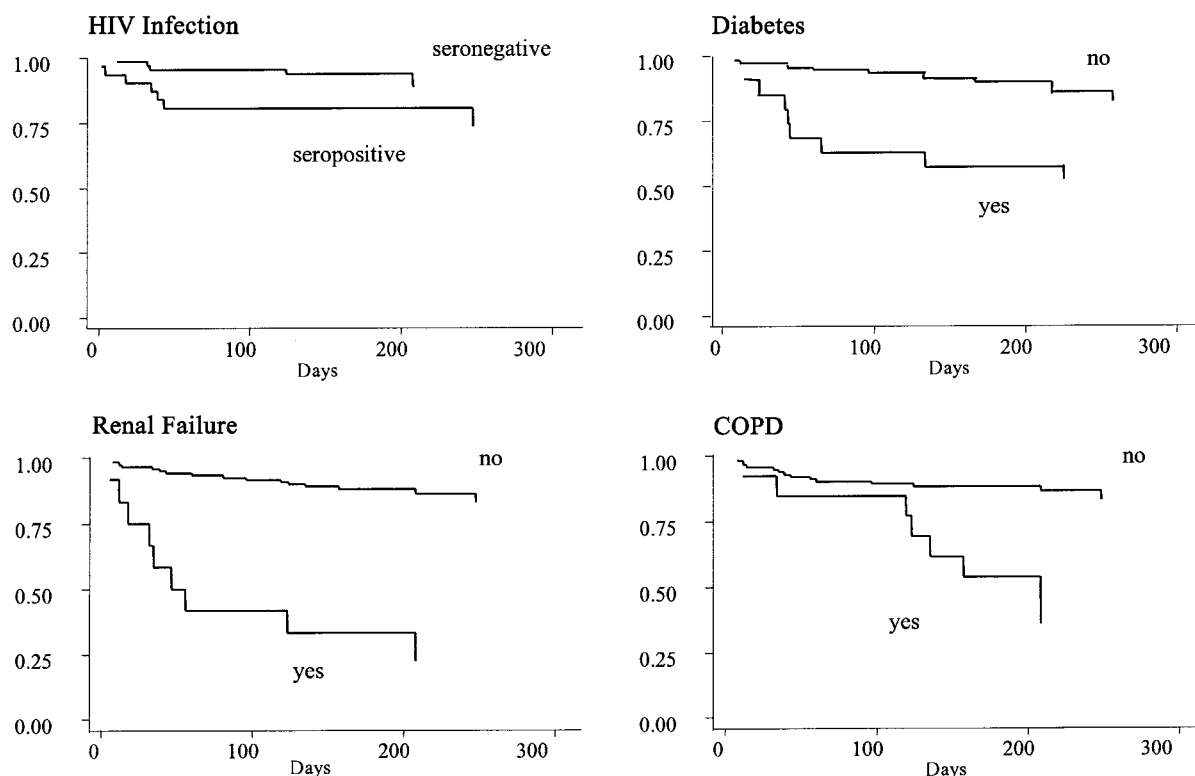 HIV Infection
seronegative
1.00
0.75
seropositive
0.50
0.25
0.00
0 100 200 300
Days
Diabetes
no
1.00
0.75
yes
0.50
0.25
0.00
0 100 200 300
Days
Renal Failure
no
1.00
0.75
0.50
0.25
yes
0.00
0 100 200 300
Days
COPD
no
1.00
0.75
0.50
yes
0.25
0.00
0 100 200 300
Days